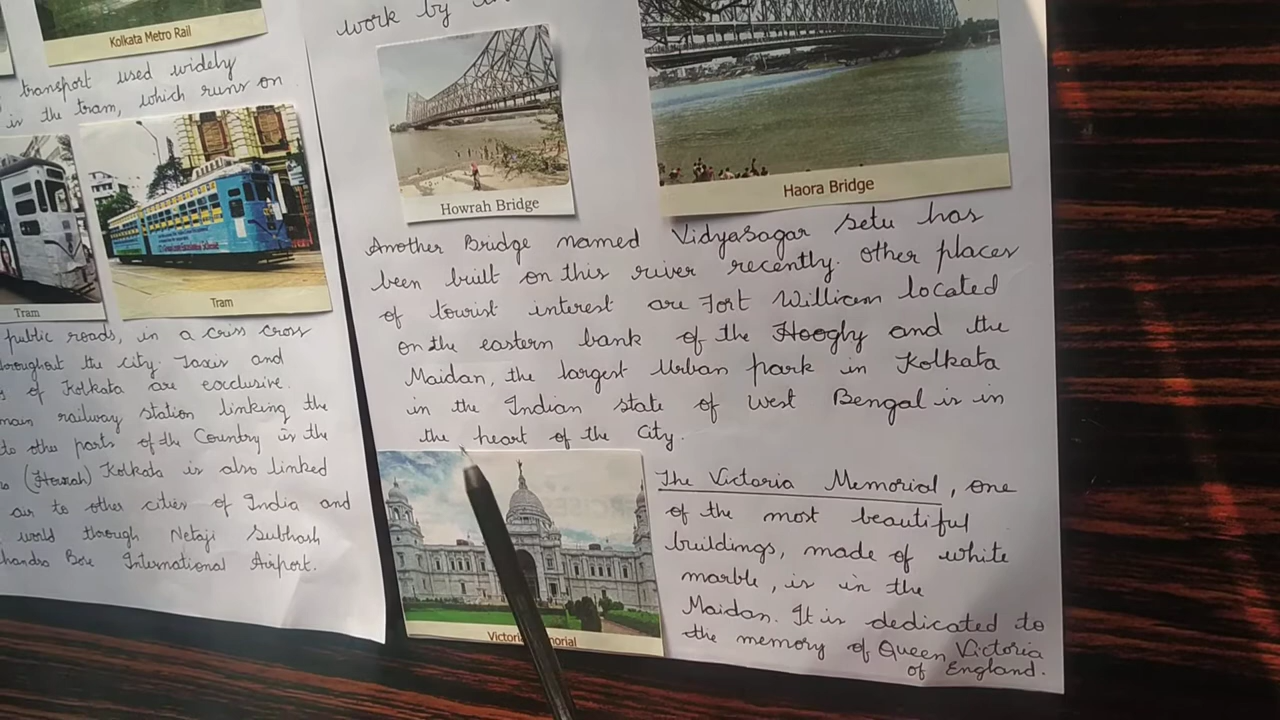 Kolkata Metro Rail
transport used widely
is the tram, which runs on
Tram
Tram
public roads, in a criss cross
throughout the city. Taxis and
of Kolkata are exclusive.
main railway station linking the
to other parts of the Country is the
(Howrah) Kolkata is also linked
air to other cities of India and
world through Netaji Subhash
Chandra Bose International Airport.
work by
Howrah Bridge
Haora Bridge
Another Bridge named Vidyasagar setu has
been built on this river recently. other places
of tourist interest are Fort William located
on the eastern bank of the Hooghly and the
Maidan, the largest Urban park in Kolkata
in the Indian state of West Bengal is in
the heart of the City.
Victoria Memorial
The Victoria Memorial, one
of the most beautiful
buildings, made of white
marble, is in the
Maidan. It is dedicated to
the memory of Queen Victoria
of England.